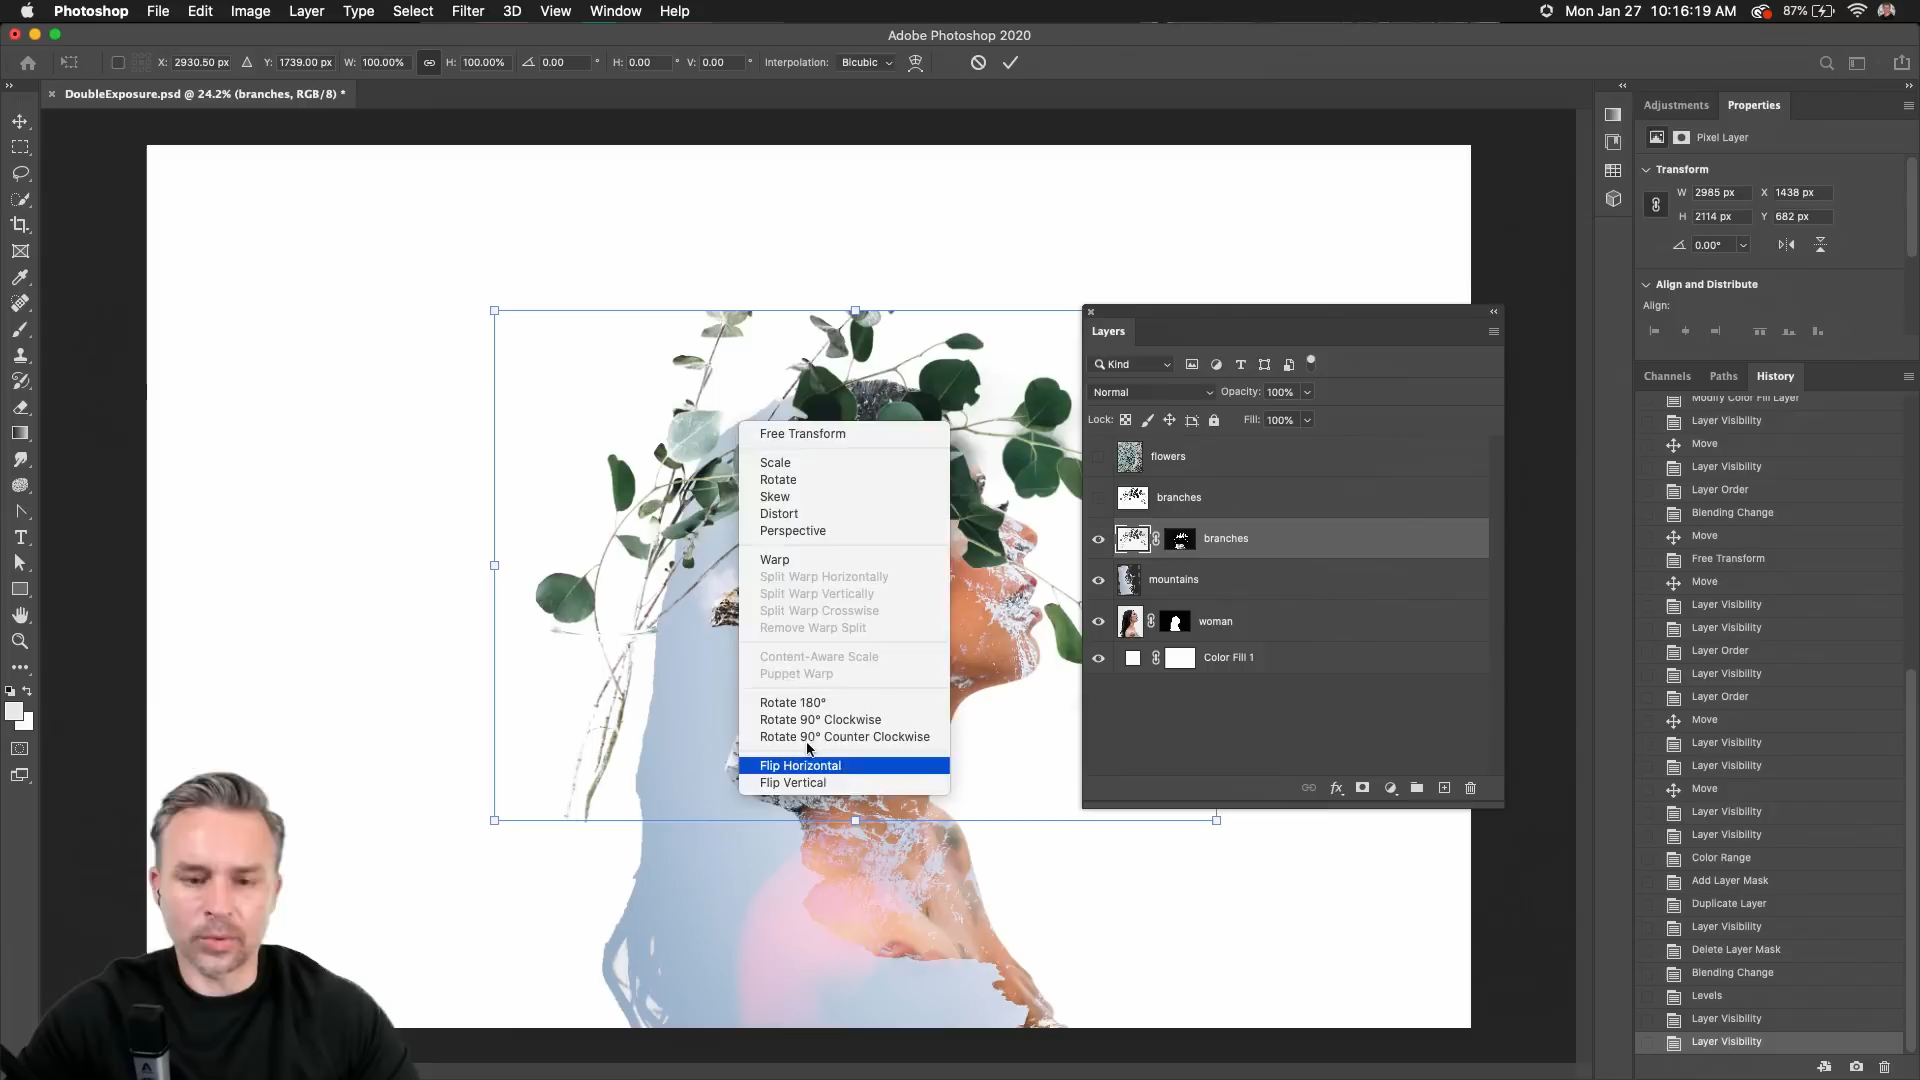 Photoshop File Edit Image Layer Type Select Filter 3D View Window Help Mon Jan 27 10:16:19 AM 87%
Adobe Photoshop 2020
X: 2930.50 px Y: 1739.00 px W: 100.00% H: 100.00% 0.00 ° H: 0.00 ° V: 0.00 ° Interpolation: Bicubic
DoubleExposure.psd @ 24.2% (branches, RGB/8) *
Free Transform
Scale
Rotate
Skew
Distort
Perspective
Warp
Split Warp Horizontally
Split Warp Vertically
Split Warp Crosswise
Remove Warp Split
Content-Aware Scale
Puppet Warp
Rotate 180°
Rotate 90° Clockwise
Rotate 90° Counter Clockwise
Flip Horizontal
Flip Vertical
Layers
Kind
Normal Opacity: 100%
Lock: Fill: 100%
flowers
branches
branches
mountains
woman
Color Fill 1
Adjustments Properties
Pixel Layer
Transform
W 2985 px X 1438 px
H 2114 px Y 682 px
0.00°
Align and Distribute
Align:
Channels Paths History
Modify Color Fill Layer
Layer Visibility
Move
Layer Visibility
Layer Order
Blending Change
Move
Free Transform
Move
Layer Visibility
Layer Visibility
Layer Order
Layer Visibility
Layer Order
Move
Layer Visibility
Layer Visibility
Move
Layer Visibility
Layer Visibility
Color Range
Add Layer Mask
Duplicate Layer
Layer Visibility
Delete Layer Mask
Blending Change
Levels
Layer Visibility
Layer Visibility